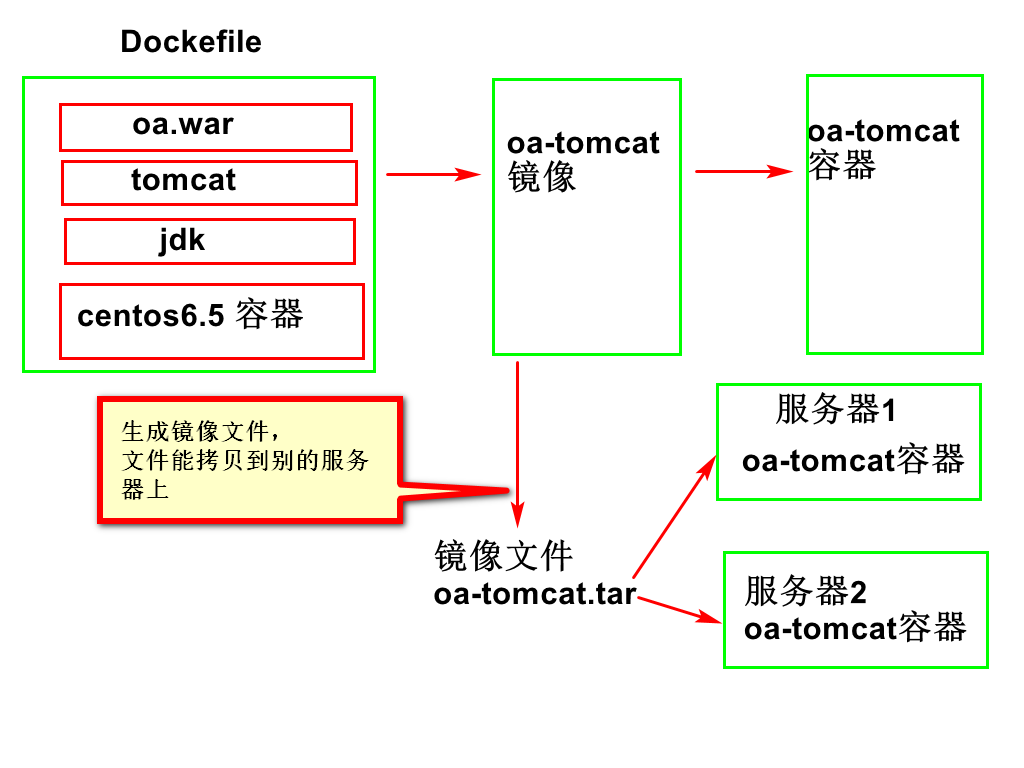 Dockefile
oa.war
tomcat
jdk
centos6.5 容器
oa-tomcat
镜像
oa-tomcat
容器
生成镜像文件，
文件能拷贝到别的服务
器上
镜像文件
oa-tomcat.tar
服务器1
oa-tomcat容器
服务器2
oa-tomcat容器